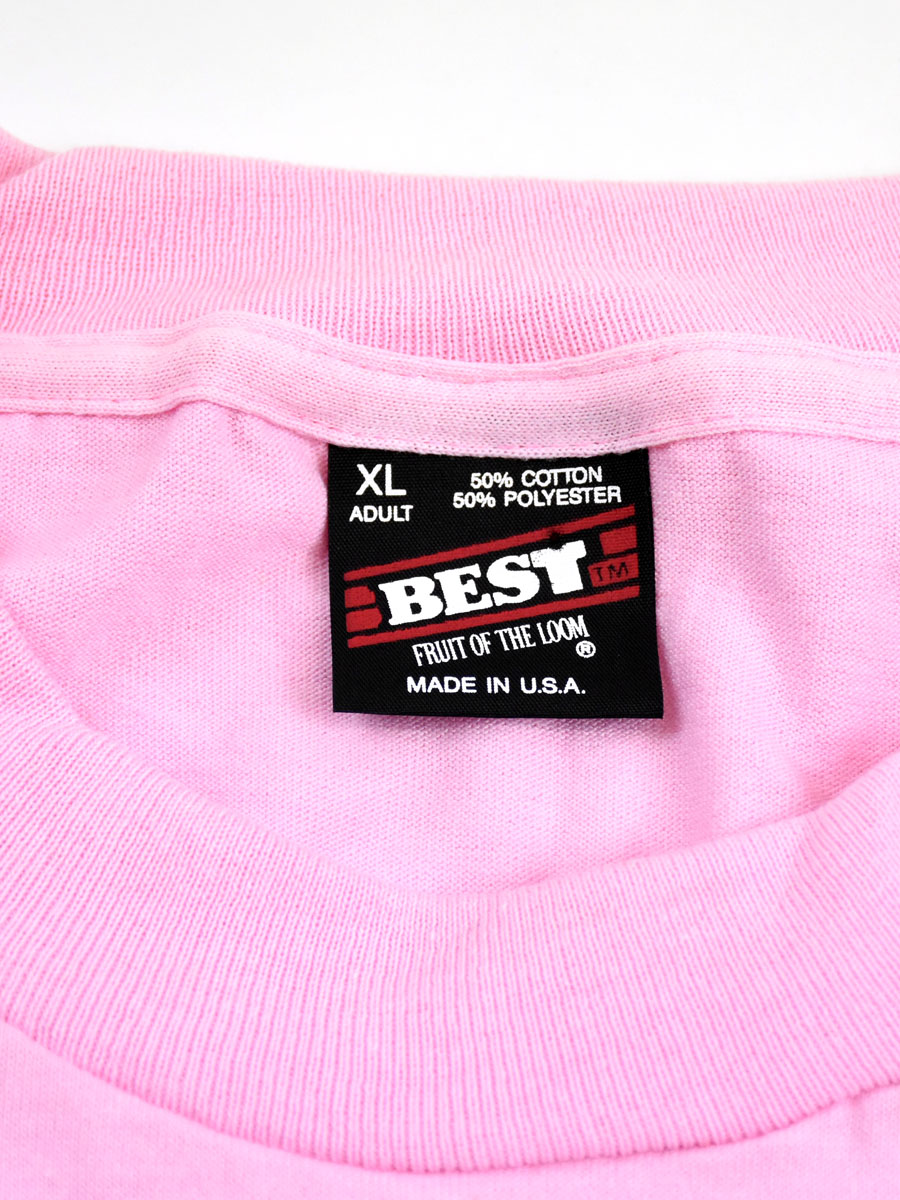 XL
ADULT
50% COTTON
50% POLYESTER
BEST TM
FRUIT OF THE LOOM
®
MADE IN U.S.A.